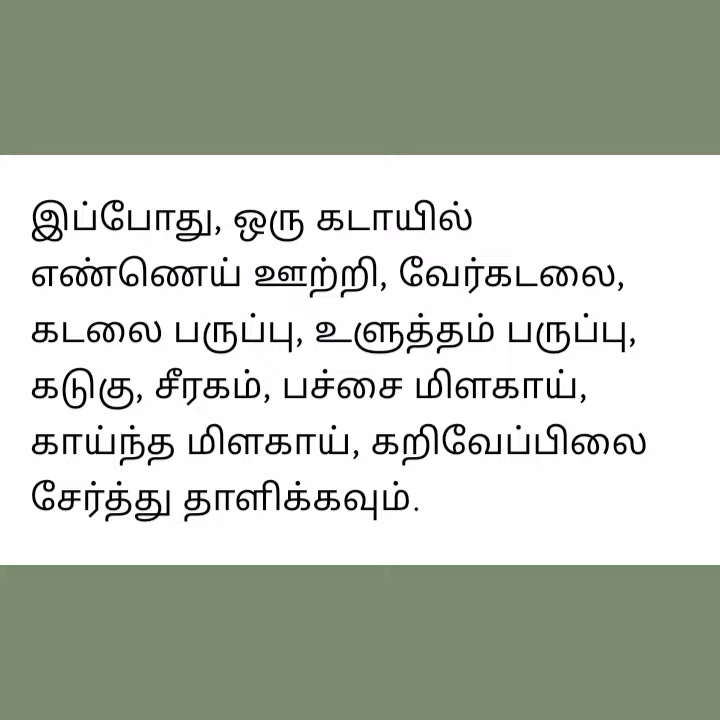 இப்போது, ஒரு கடாயில்
எண்ணெய் ஊற்றி, வேர்கடலை,
கடலை பருப்பு, உளுத்தம் பருப்பு,
கடுகு, சீரகம், பச்சை மிளகாய்,
காய்ந்த மிளகாய், கறிவேப்பிலை
சேர்த்து தாளிக்கவும்.